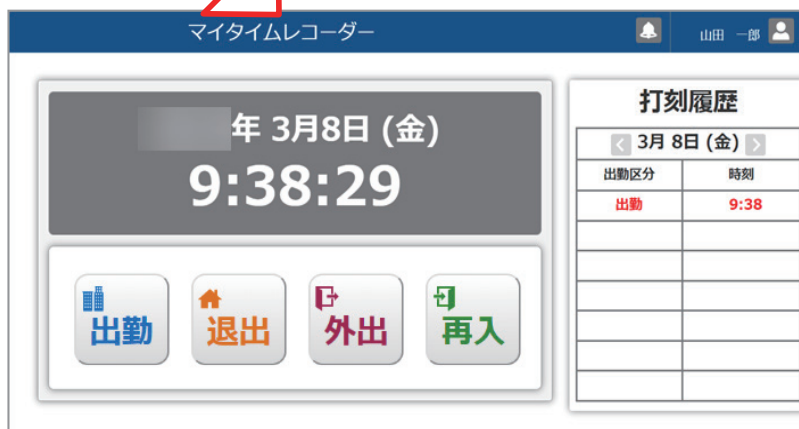 マイタイムレコーダー
山田 一郎
年 3月8日 (金)
9:38:29
出勤
退出
外出
再入
打刻履歴
3月 8日 (金)
出勤区分 時刻
出勤 9:38